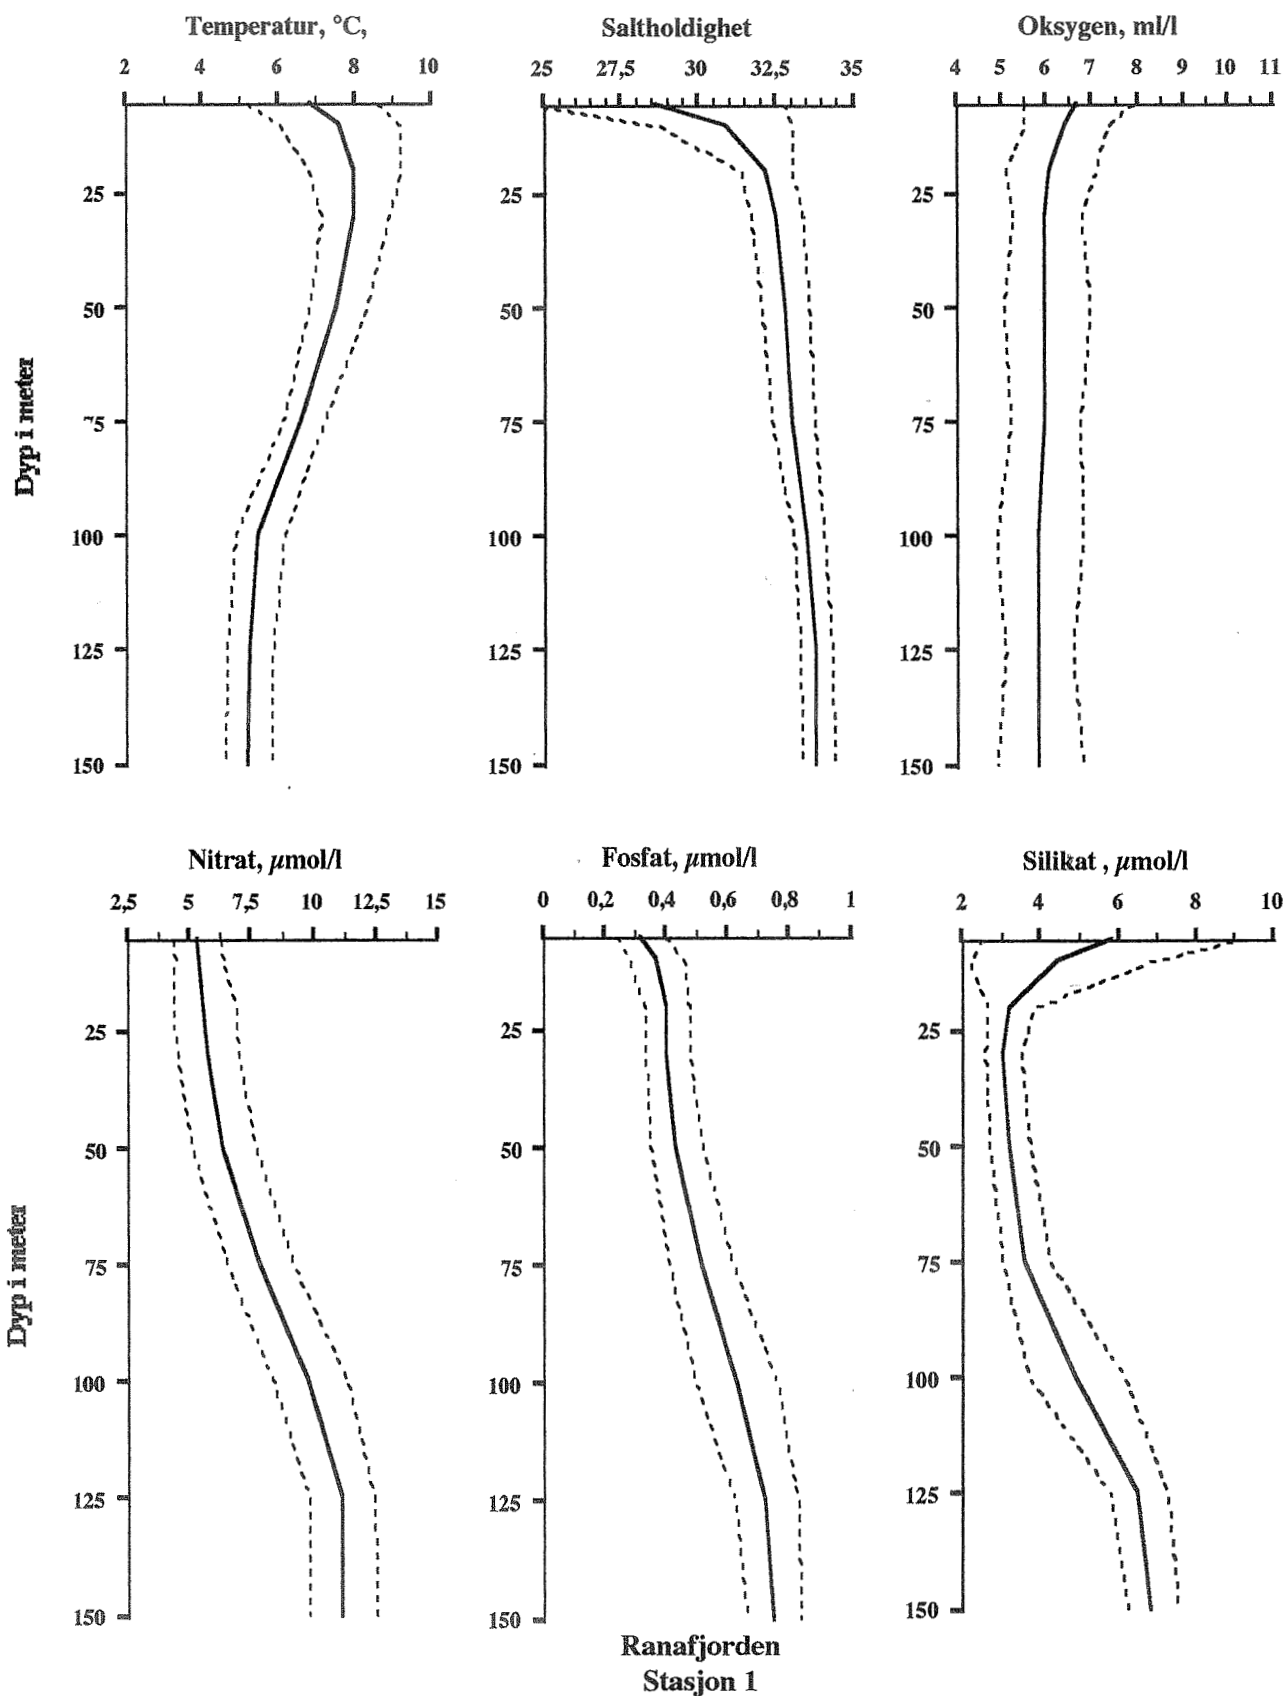 Temperatur, °C,
2 4 6 8 10
25
50
75
100
125
150
Saltholdighet
25 27,5 30 32,5 35
25
50
75
100
125
150
Oksygen, ml/l
4 5 6 7 8 9 10 11
25
50
75
100
125
150
Dyp i meter
Nitrat, µmol/l
2,5 5 7,5 10 12,5 15
25
50
75
100
125
150
Fosfat, µmol/l
0 0,2 0,4 0,6 0,8 1
25
50
75
100
125
150
Silikat , µmol/l
2 4 6 8 10
25
50
75
100
125
150
Dyp i meter
Ranafjorden
Stasjon 1